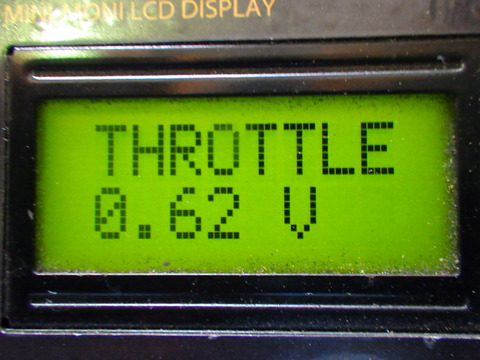 MINI-MONI LCD DISPLAY
THROTTLE
0.62 V